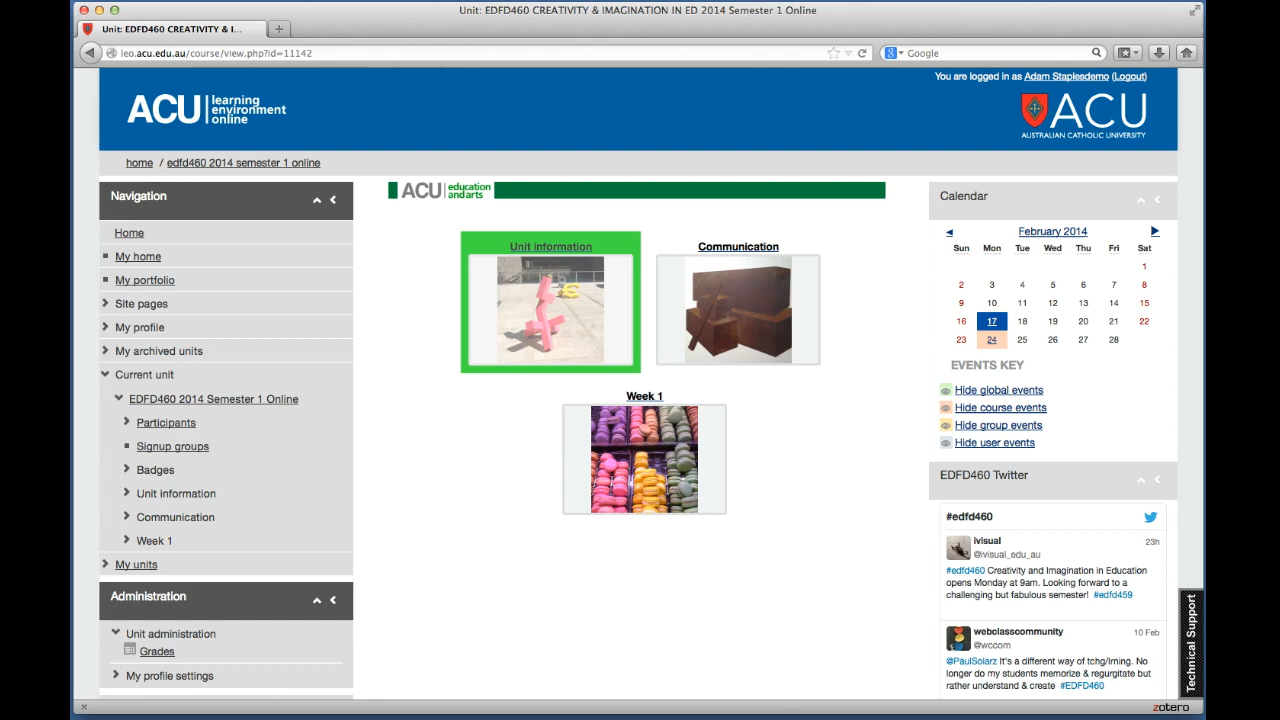 Unit: EDFD460 CREATIVITY & IMAGINATION IN ED 2014 Semester 1 Online
Unit: EDFD460 CREATIVITY & I...
leo.acu.edu.au/course/view.php?id=11142
Google
You are logged in as Adam Staplesdemo (Logout)
ACU learning environment online
ACU
AUSTRALIAN CATHOLIC UNIVERSITY
home / edfd460 2014 semester 1 online
Navigation
Home
My home
My portfolio
Site pages
My profile
My archived units
Current unit
EDFD460 2014 Semester 1 Online
Participants
Signup groups
Badges
Unit information
Communication
Week 1
My units
Administration
Unit administration
Grades
My profile settings
ACU education and arts
Unit information
Communication
Week 1
Calendar
February 2014
Sun Mon Tue Wed Thu Fri Sat
1
2 3 4 5 6 7 8
9 10 11 12 13 14 15
16 17 18 19 20 21 22
23 24 25 26 27 28
EVENTS KEY
Hide global events
Hide course events
Hide group events
Hide user events
EDFD460 Twitter
#edfd460
ivisual 23h
@ivisual_edu_au
#edfd460 Creativity and Imagination in Education
opens Monday at 9am. Looking forward to a
challenging but fabulous semester! #edfd459
webclasscommunity 10 Feb
@wccom
@PaulSolarz It's a different way of tchg/lrning. No
longer do my students memorize & regurgitate but
rather understand & create #EDFD460
Technical Support
zotero